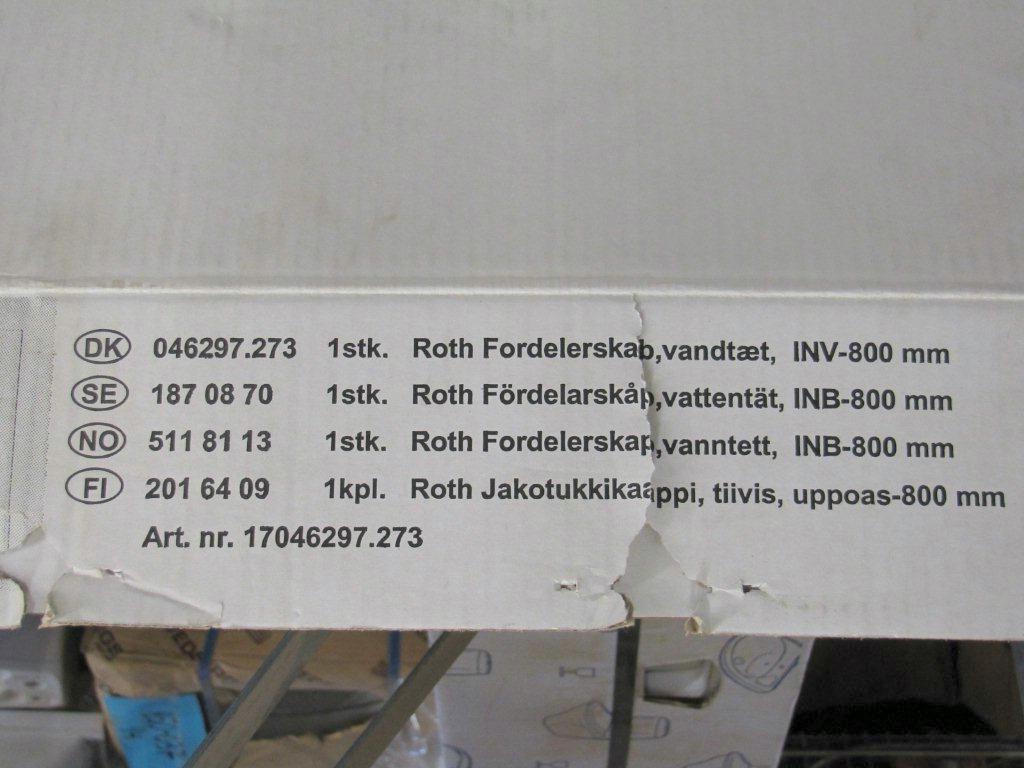 DK 046297.273 1stk. Roth Fordelerskab,vandtæt, INV-800 mm
SE 187 08 70 1stk. Roth Fördelarskåp,vattentät, INB-800 mm
NO 511 81 13 1stk. Roth Fordelerskap,vanntett, INB-800 mm
FI 201 64 09 1kpl. Roth Jakotukkikaappi, tiivis, uppoas-800 mm
Art. nr. 17046297.273